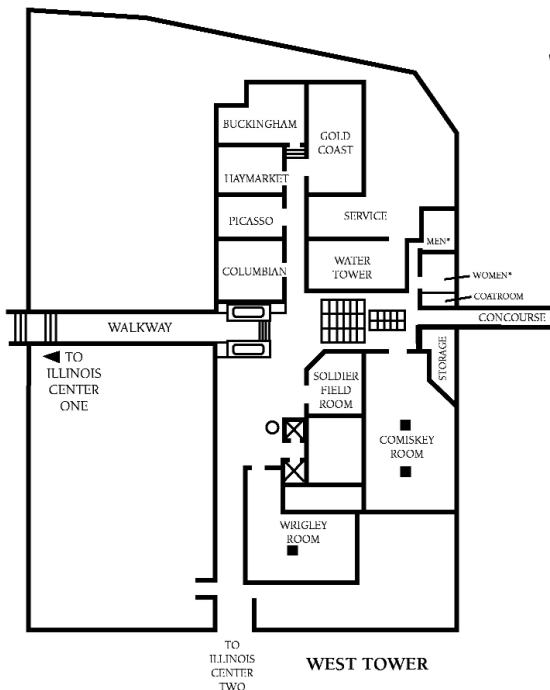 BUCKINGHAM
GOLD
COAST
HAYMARKET
PICASSO
SERVICE
MEN*
COLUMBIAN
WATER
TOWER
WOMEN*
COATROOM
WALKWAY
CONCOURSE
◄ TO
ILLINOIS
CENTER
ONE
STORAGE
SOLDIER
FIELD
ROOM
COMISKEY
ROOM
WRIGLEY
ROOM
TO
ILLINOIS
CENTER
TWO
WEST TOWER